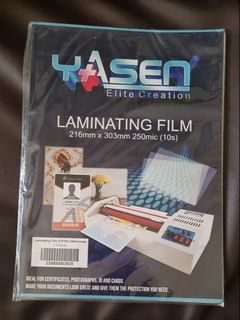 YASEN®
Elite Creation
LAMINATING FILM
216mm x 303mm 250mic (10s)
IDEAL FOR CERTIFICATES, PHOTOGRAPHS, ID AND CARDS
MAKE YOUR DOCUMENTS LOOK GREAT AND GIVE THEM THE PROTECTION YOU NEED